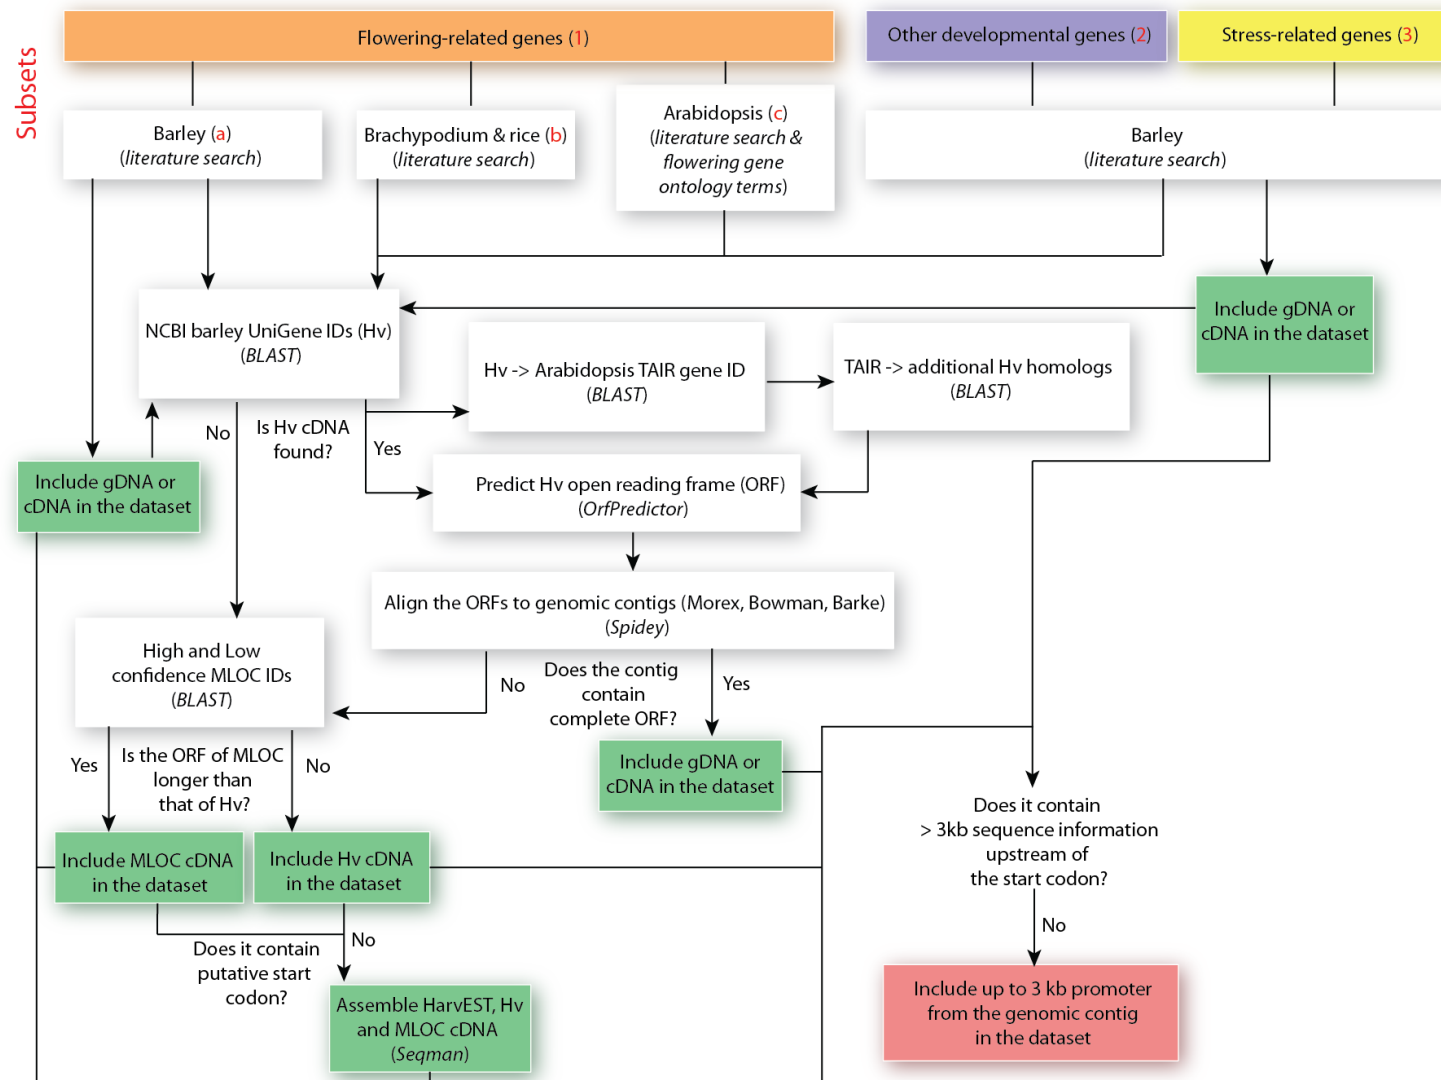 Subsets
Flowering-related genes (1)
Other developmental genes (2)
Stress-related genes (3)
Barley (a)
(literature search)
Brachypodium & rice (b)
(literature search)
Arabidopsis (c)
(literature search &
flowering gene
ontology terms)
Barley
(literature search)
NCBI barley UniGene IDs (Hv)
(BLAST)
Include gDNA or
cDNA in the dataset
Hv -> Arabidopsis TAIR gene ID
(BLAST)
TAIR -> additional Hv homologs
(BLAST)
No
Is Hv cDNA
found?
Yes
Include gDNA or
cDNA in the dataset
Predict Hv open reading frame (ORF)
(OrfPredictor)
Align the ORFs to genomic contigs (Morex, Bowman, Barke)
(Spidey)
High and Low
confidence MLOC IDs
(BLAST)
No
Does the contig
contain
complete ORF?
Yes
Yes
Is the ORF of MLOC
longer than
that of Hv?
No
Include gDNA or
cDNA in the dataset
Does it contain
> 3kb sequence information
upstream of
the start codon?
Include MLOC cDNA
in the dataset
Include Hv cDNA
in the dataset
No
Does it contain
putative start
codon?
No
Assemble HarvEST, Hv
and MLOC cDNA
(Seqman)
Include up to 3 kb promoter
from the genomic contig
in the dataset